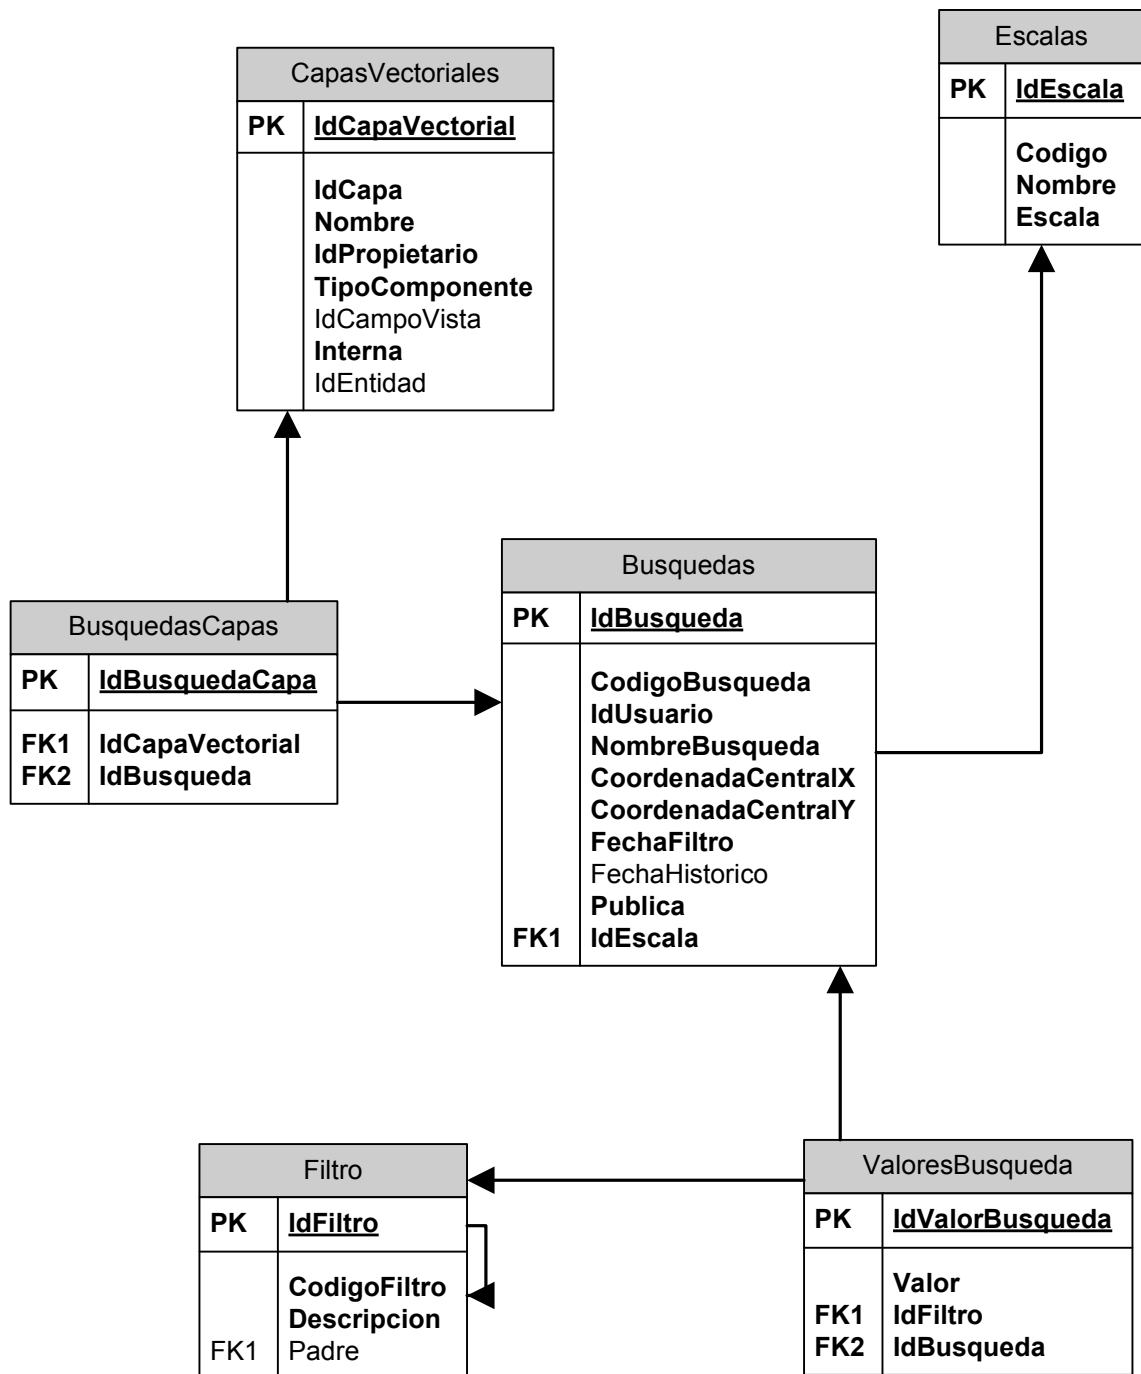 Escalas
PK IdEscala
Codigo
Nombre
Escala
CapasVectoriales
PK IdCapaVectorial
IdCapa
Nombre
IdPropietario
TipoComponente
IdCampoVista
Interna
IdEntidad
Busquedas
PK IdBusqueda
CodigoBusqueda
IdUsuario
NombreBusqueda
CoordenadaCentralX
CoordenadaCentralY
FechaFiltro
FechaHistorico
Publica
FK1 IdEscala
BusquedasCapas
PK IdBusquedaCapa
FK1 IdCapaVectorial
FK2 IdBusqueda
Filtro
PK IdFiltro
CodigoFiltro
Descripcion
FK1 Padre
ValoresBusqueda
PK IdValorBusqueda
Valor
FK1 IdFiltro
FK2 IdBusqueda